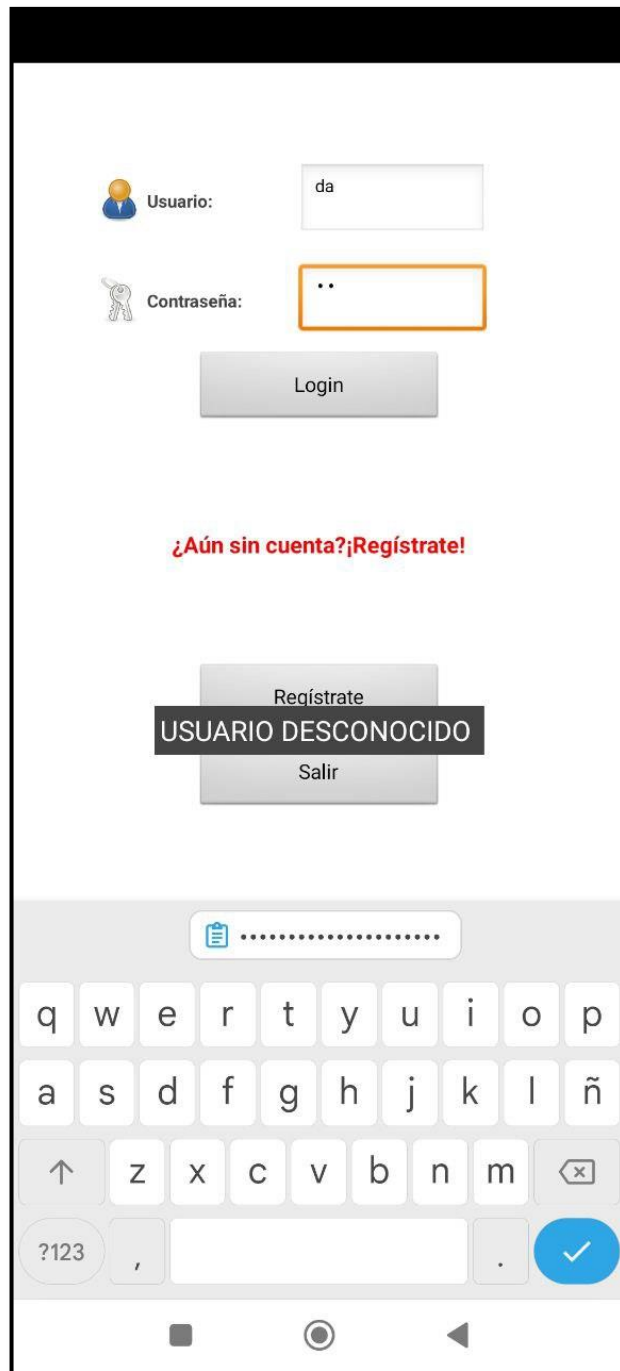 Usuario:
da
Contraseña:
••
Login
¿Aún sin cuenta?¡Regístrate!
Regístrate
USUARIO DESCONOCIDO
Salir
•••••••••••••••••••••
q w e r t y u i o p
a s d f g h j k l ñ
z x c v b n m
?123 , .